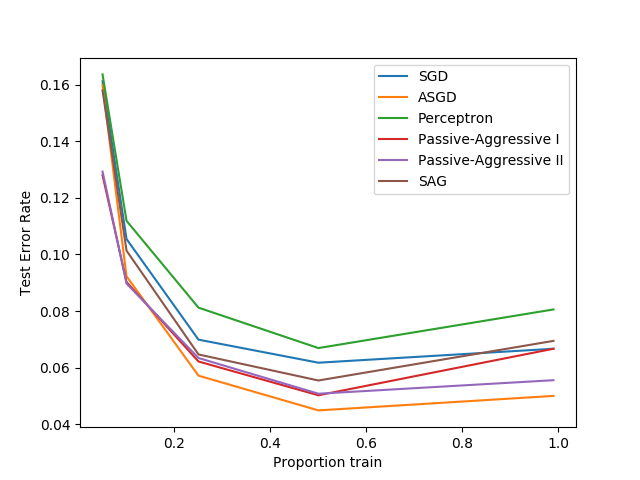 SGD
ASGD
Perceptron
Passive-Aggressive I
Passive-Aggressive II
SAG
Test Error Rate
0.16
0.14
0.12
0.10
0.08
0.06
0.04
0.2 0.4 0.6 0.8 1.0
Proportion train